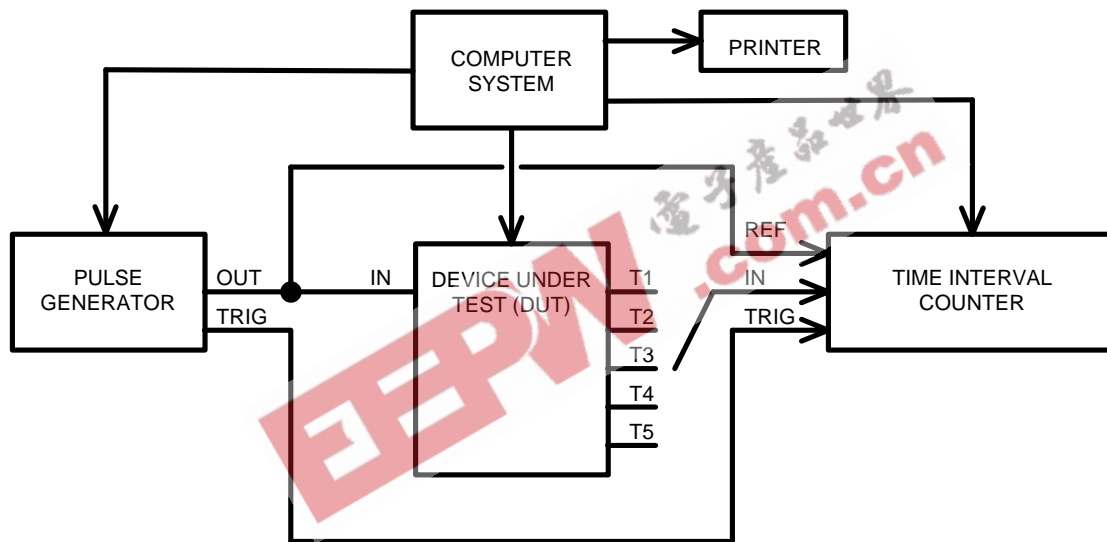 COMPUTER
SYSTEM
PRINTER
PULSE
GENERATOR
OUT
TRIG
IN
DEVICE UNDER
TEST (DUT)
T1
T2
T3
T4
T5
REF
IN
TRIG
TIME INTERVAL
COUNTER
EEPW
電子產品世界
.com.cn